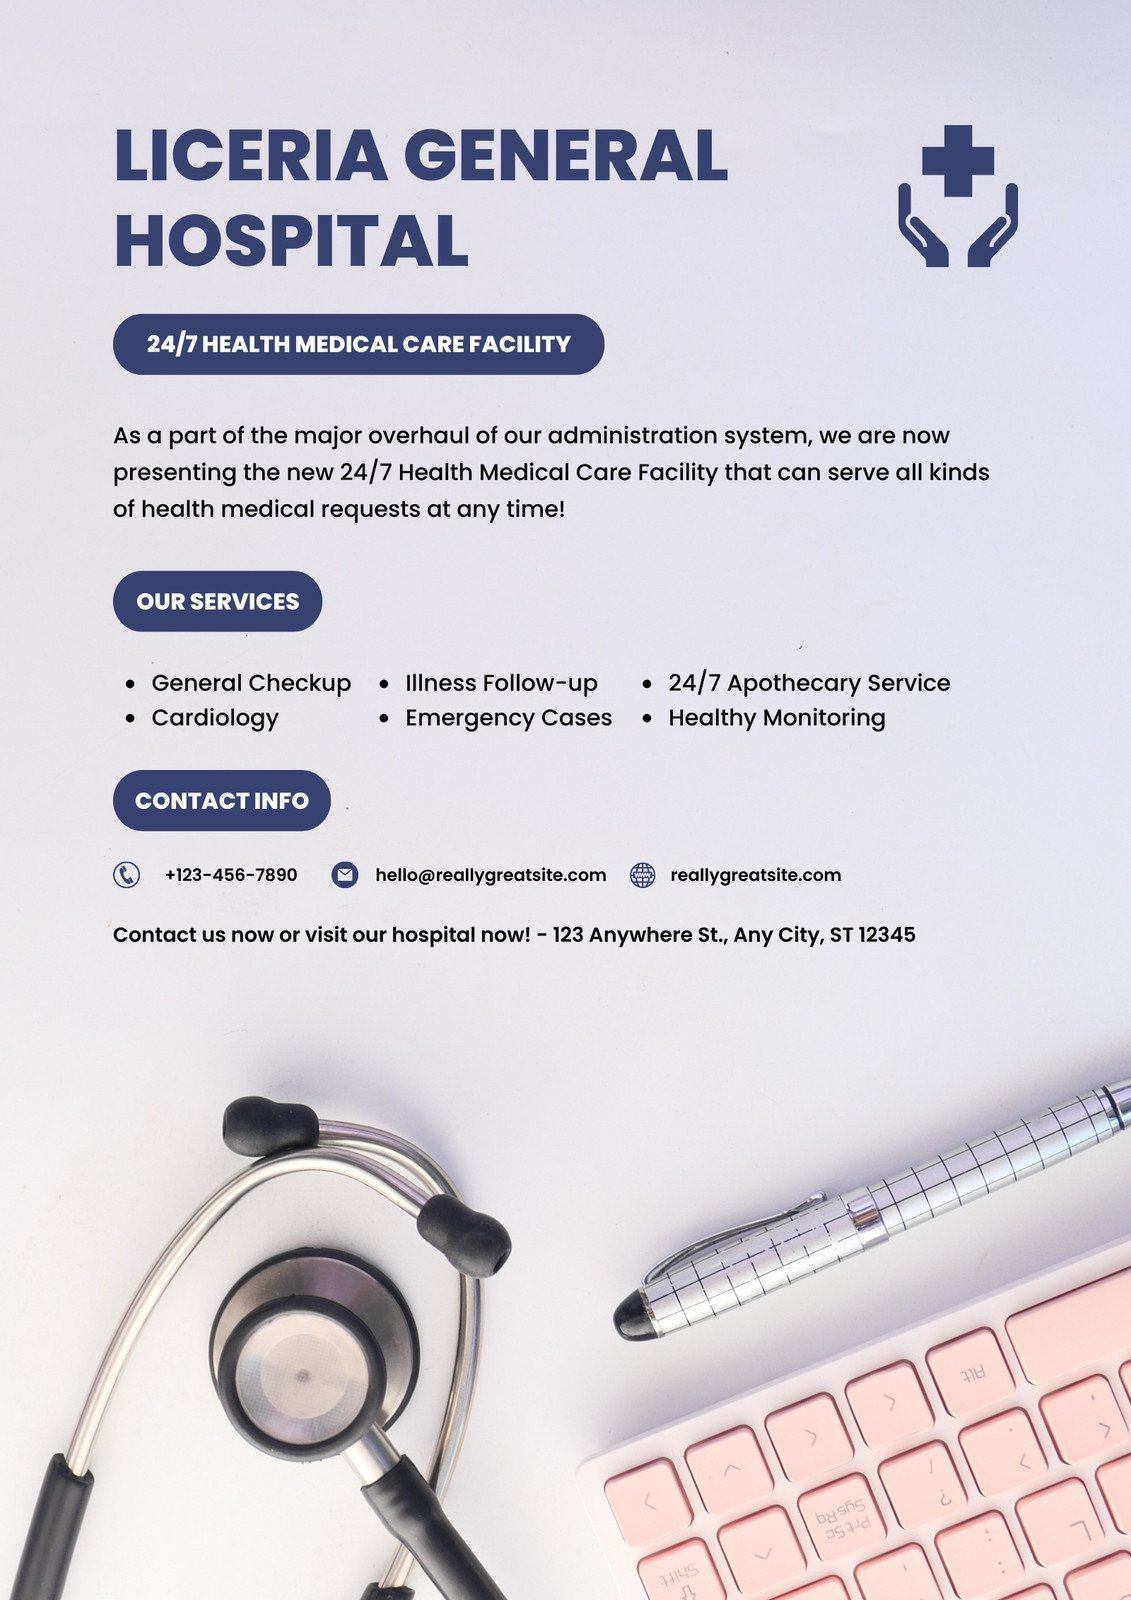 LICERIA GENERAL
HOSPITAL
24/7 HEALTH MEDICAL CARE FACILITY
As a part of the major overhaul of our administration system, we are now
presenting the new 24/7 Health Medical Care Facility that can serve all kinds
of health medical requests at any time!
OUR SERVICES
• General Checkup
• Cardiology
• Illness Follow-up
• Emergency Cases
• 24/7 Apothecary Service
• Healthy Monitoring
CONTACT INFO
+123-456-7890 hello@reallygreatsite.com reallygreatsite.com
Contact us now or visit our hospital now! - 123 Anywhere St., Any City, ST 12345
Alt
PrtSc
SysRq
Shift